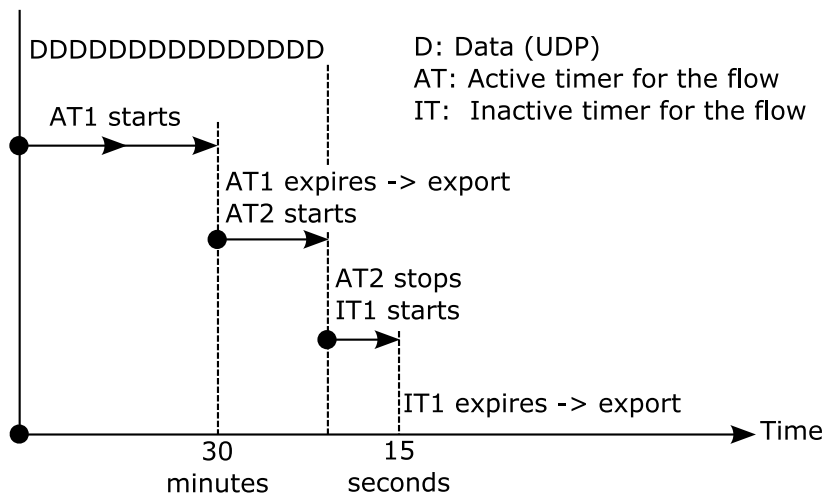 DDDDDDDDDDDDDDD
D: Data (UDP)
AT: Active timer for the flow
IT: Inactive timer for the flow
AT1 starts
AT1 expires -> export
AT2 starts
AT2 stops
IT1 starts
IT1 expires -> export
Time
30
minutes
15
seconds